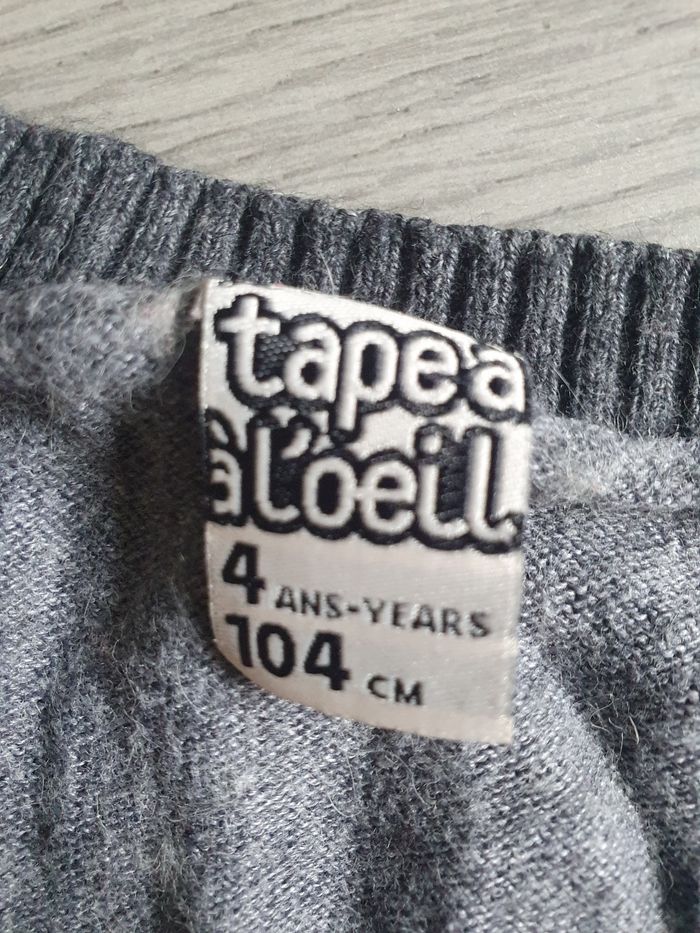 tape à
à l'oeil
4 ANS-YEARS
104 CM